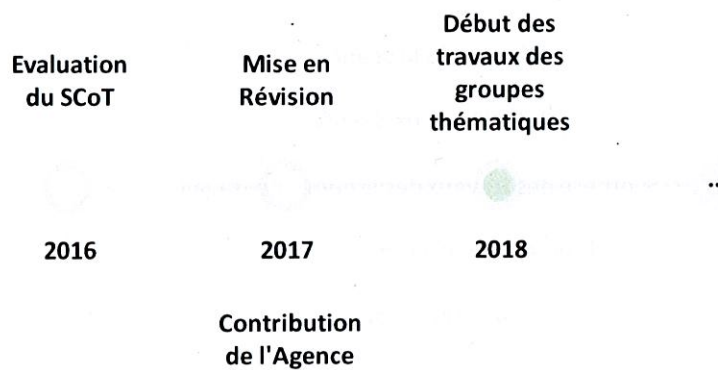 Evaluation
du SCoT
Mise en
Révision
Début des
travaux des
groupes
thématiques
..
2016
2017
2018
Contribution
de l'Agence